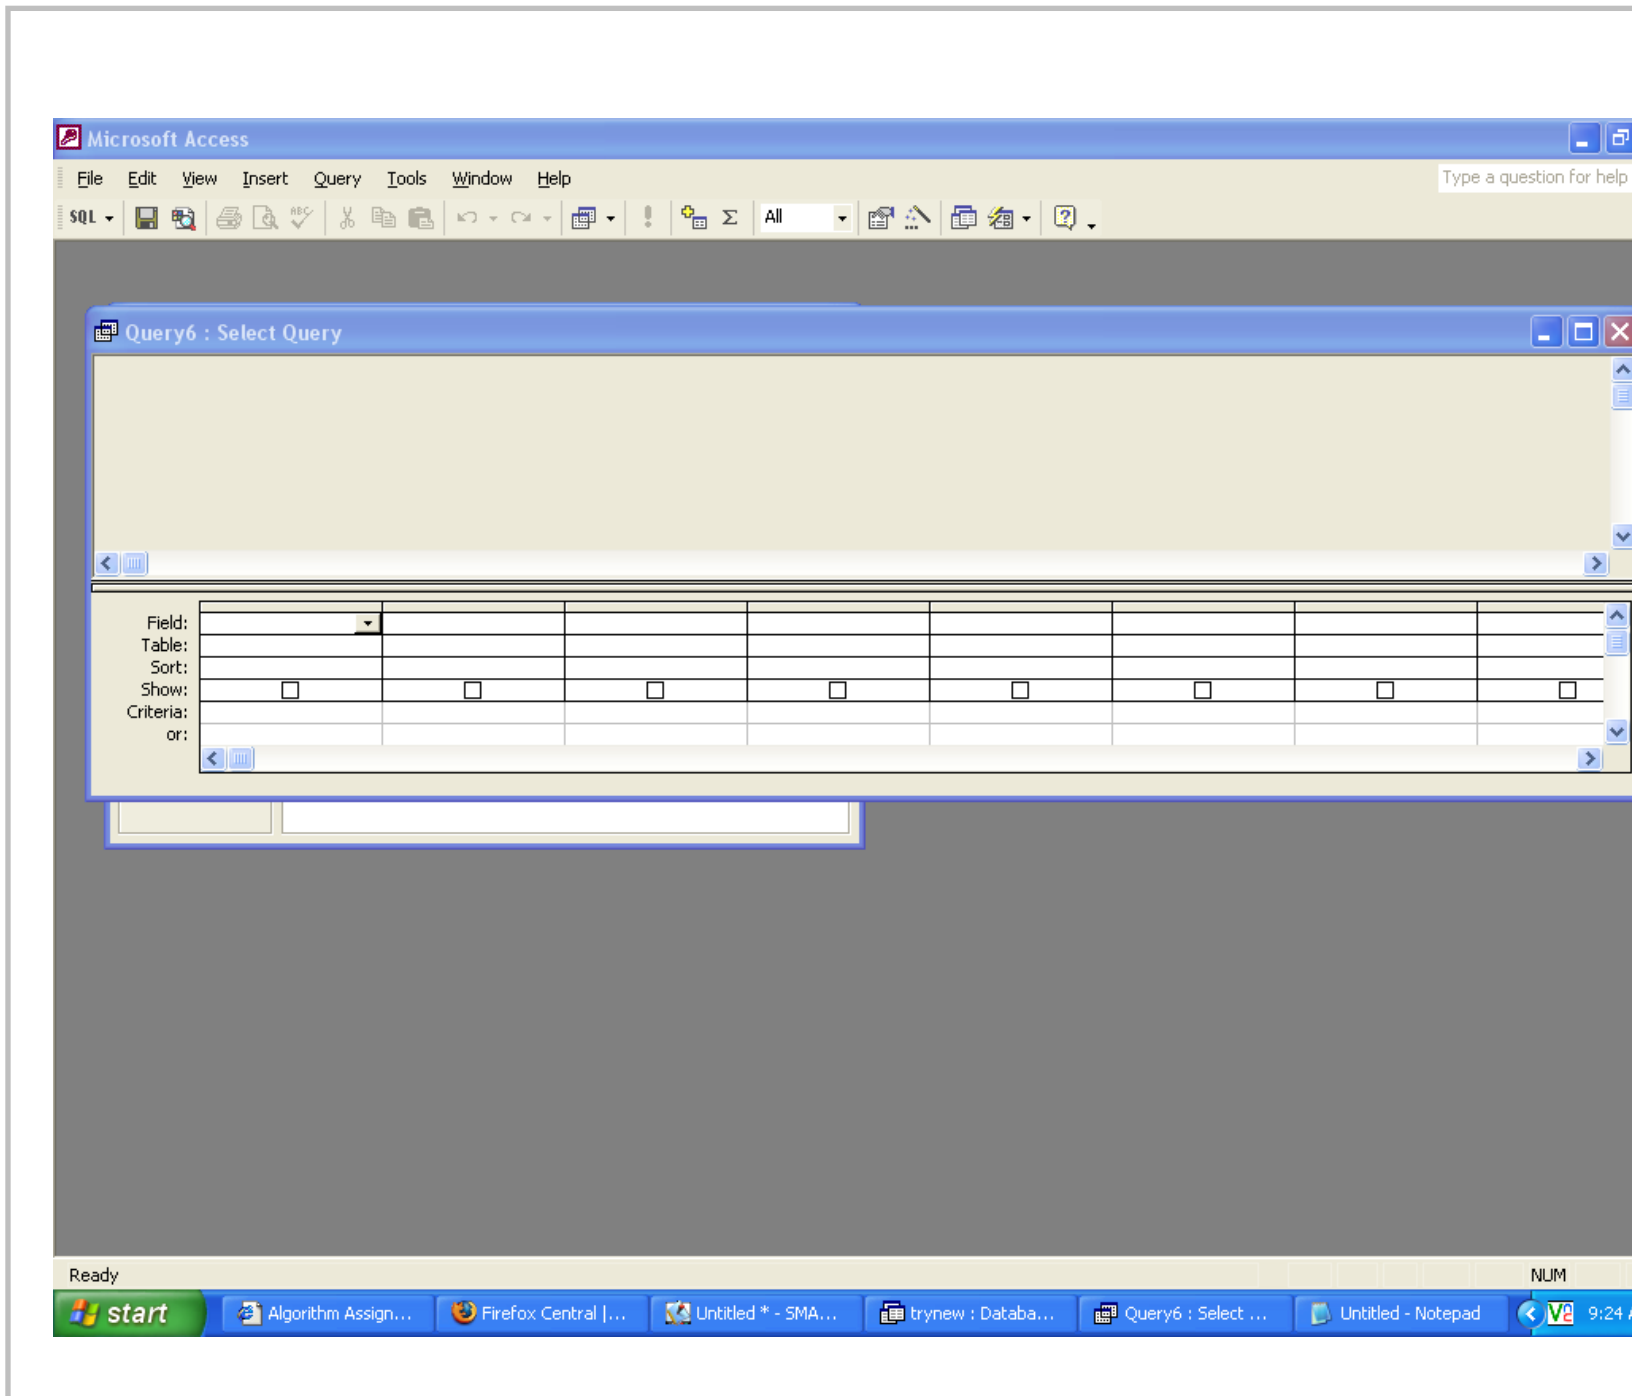 Microsoft Access
File Edit View Insert Query Tools Window Help Type a question for help
SQL ABC Σ All
Query6 : Select Query
Field:
Table:
Sort:
Show:
Criteria:
or:
Ready NUM
start Algorithm Assign... Firefox Central |... Untitled * - SMA... trynew : Databa... Query6 : Select ... Untitled - Notepad 9:24